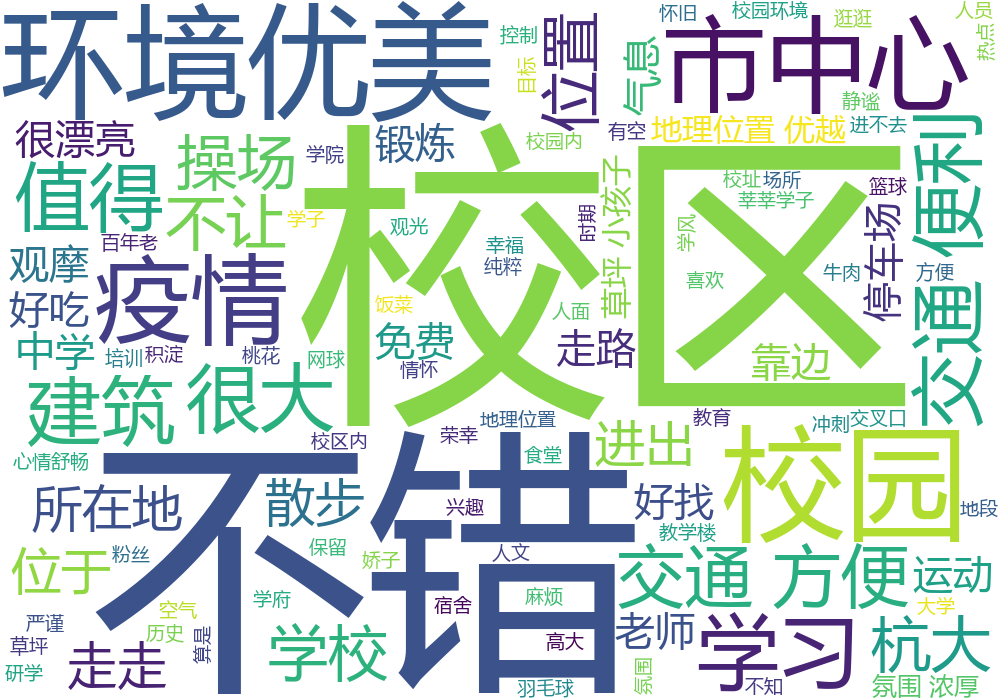 环境优美
控制
目标
位置
怀旧
校园环境
逛逛
人员
热点
气息
市中心
静谧
很漂亮
操场
锻炼
学院
有空
地理位置 优越
进不去
校园内
交通便利
值得
不让
校区
校址
场所
篮球
莘莘学子
学子
观光
时期
小孩子
学风
百年老
观摩
疫情
幸福
纯粹
草坪
喜欢
停车场
牛肉
方便
好吃
饭菜
人面
中学
培训
积淀
桃花
网球
免费
情怀
走路
靠边
建筑
很大
地理位置
教育
冲刺
交叉口
校区内
荣幸
进出
校园
心情舒畅
不错
食堂
所在地
散步
兴趣
好找
地段
教学楼
位于
粉丝
保留
娇子
人文
交通 方便
运动
学府
宿舍
麻烦
空气
大学
严谨
历史
草坪
算是
学校
高大
老师
学习
杭大
走走
研学
羽毛球
氛围
不知
氛围 浓厚